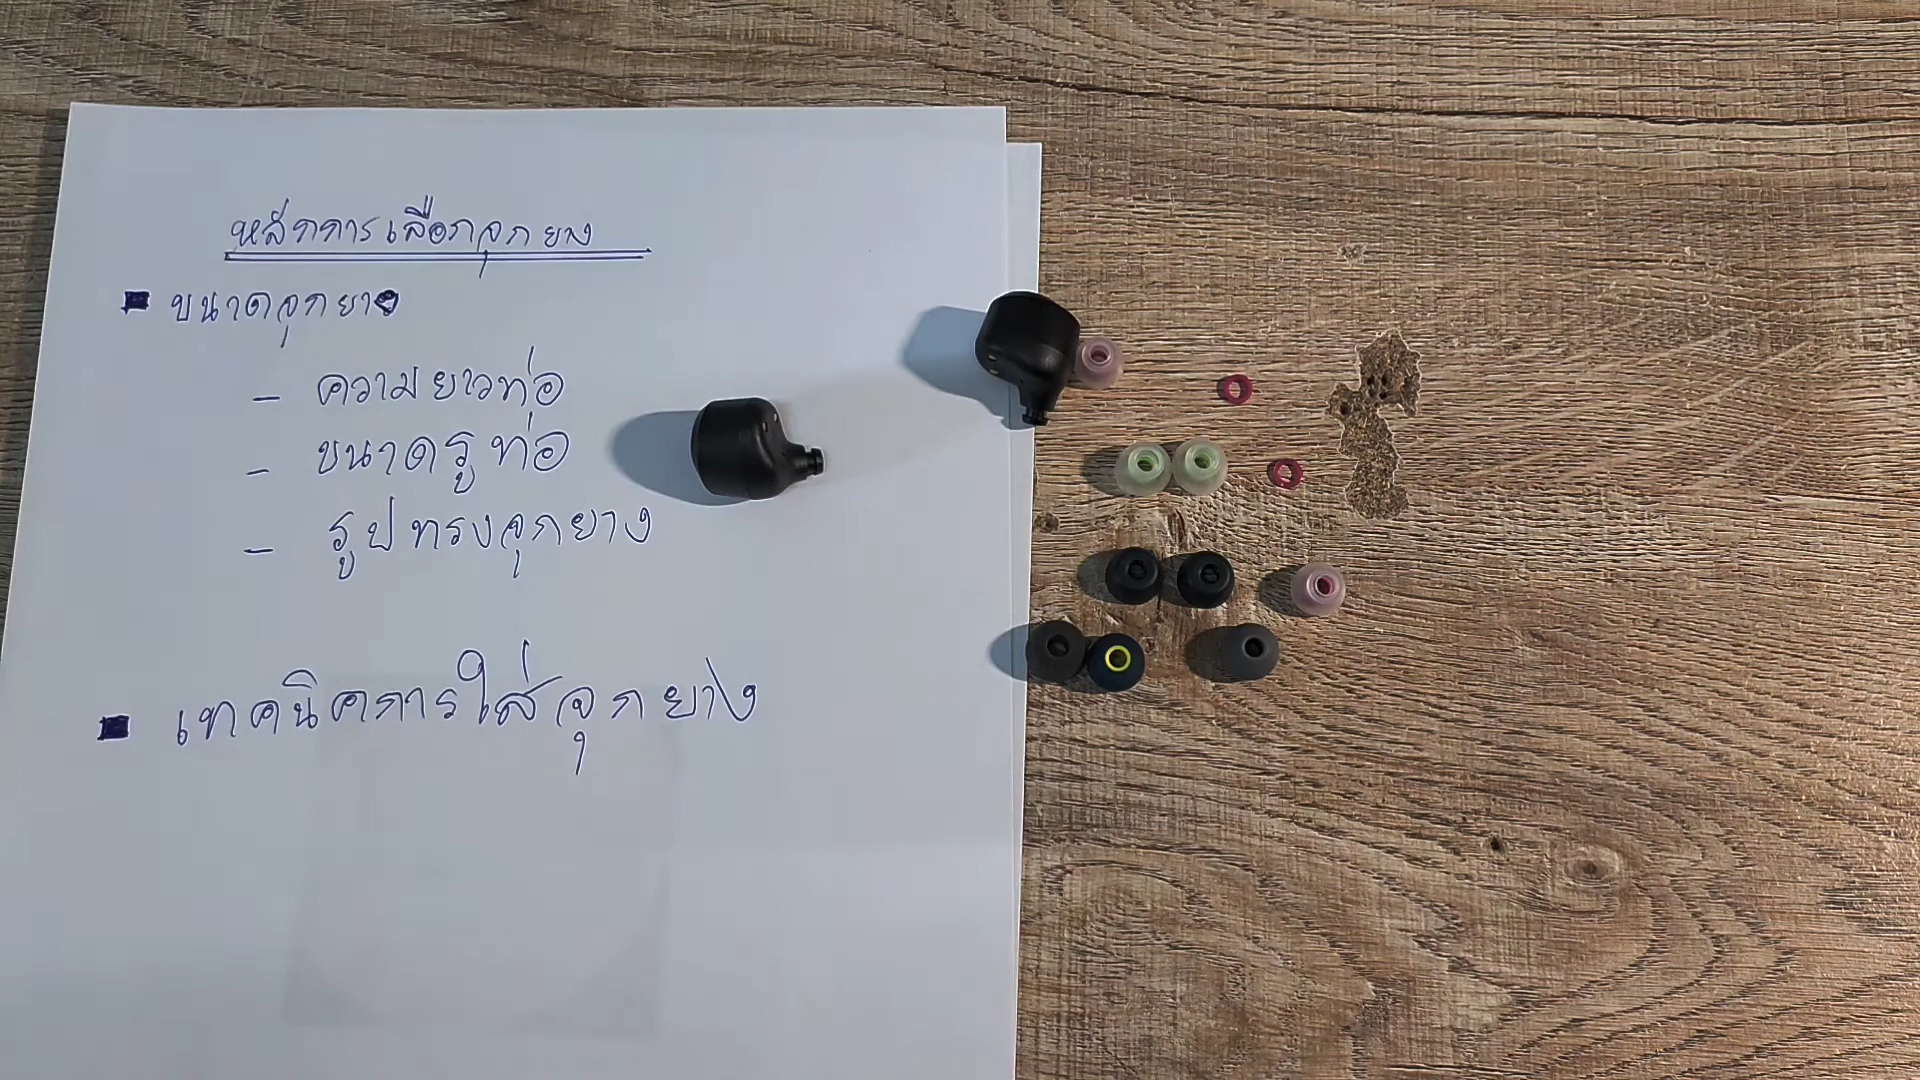 หลักการเลือกจุกยาง
■ ขนาดจุกยาง
- ความยาวท่อ
- ขนาดรูท่อ
- รูปทรงจุกยาง
■ เทคนิคการใส่จุกยาง